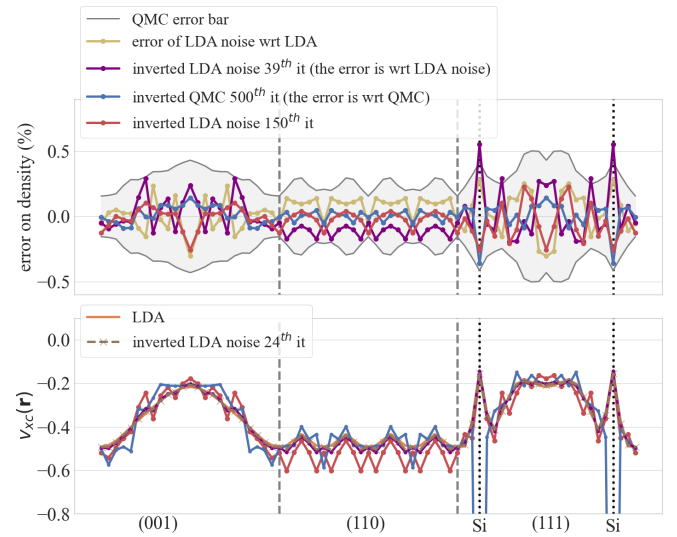 QMC error bar
error of LDA noise wrt LDA
inverted LDA noise 39th it (the error is wrt LDA noise)
inverted QMC 500th it (the error is wrt QMC)
inverted LDA noise 150th it
error on density (%)
0.5
0.0
−0.5
LDA
inverted LDA noise 24th it
v_xc(r)
0.0
−0.2
−0.4
−0.6
−0.8
(001)
(110)
Si
(111)
Si